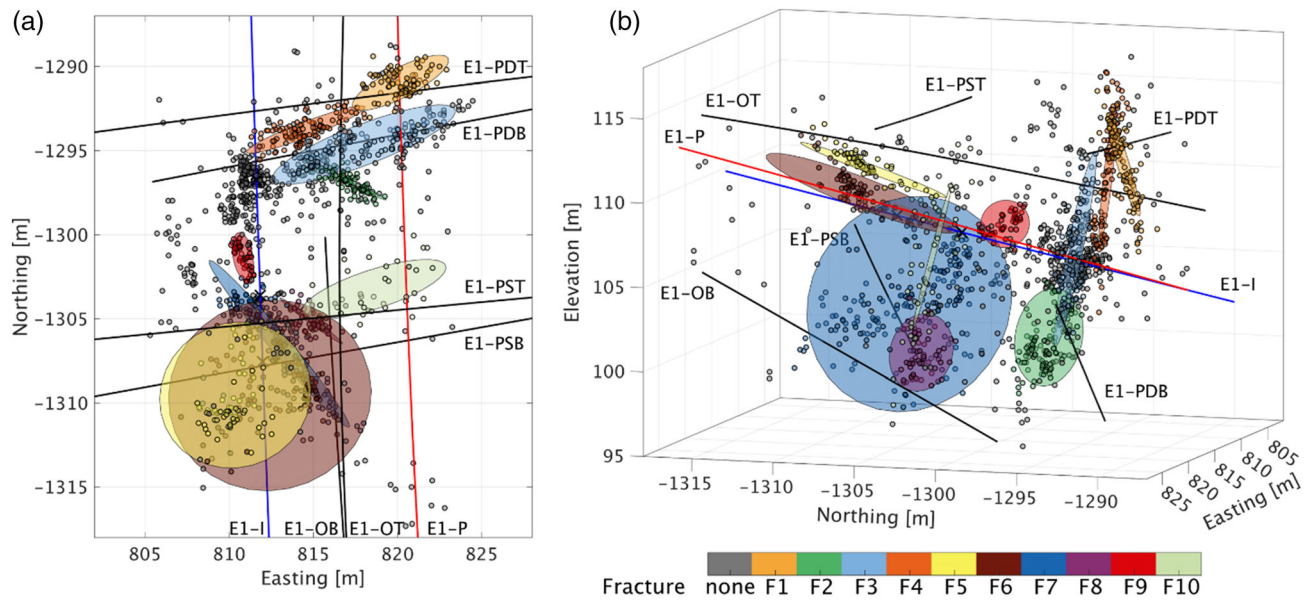 (a)
-1290
-1295
-1300
-1305
-1310
-1315
Northing [m]
805
810
815
820
825
Easting [m]
E1-PDT
E1-PDB
E1-PST
E1-PSB
E1-I
E1-OB
E1-OT
E1-P
(b)
115
110
105
100
95
Elevation [m]
-1315
-1310
-1305
-1300
-1295
-1290
Northing [m]
825
820
815
810
805
Easting [m]
E1-OT
E1-PST
E1-P
E1-PDT
E1-PSB
E1-OB
E1-I
E1-PDB
Fracture none F1 F2 F3 F4 F5 F6 F7 F8 F9 F10